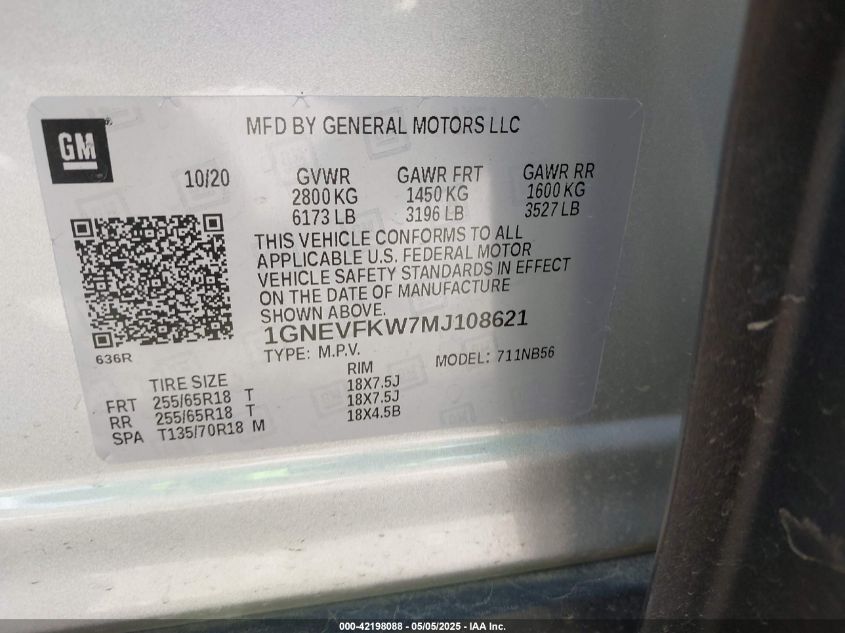 GM
MFD BY GENERAL MOTORS LLC
10/20 GVWR GAWR FRT GAWR RR
2800 KG 1450 KG 1600 KG
6173 LB 3196 LB 3527 LB
THIS VEHICLE CONFORMS TO ALL
APPLICABLE U.S. FEDERAL MOTOR
VEHICLE SAFETY STANDARDS IN EFFECT
ON THE DATE OF MANUFACTURE
SHOWN ABOVE.
1GNEVFKW7MJ108621
636R
TYPE: M.P.V. MODEL: 711NB56
TIRE SIZE RIM
FRT 255/65R18 T 18X7.5J
RR 255/65R18 T 18X7.5J
SPA T135/70R18 M 18X4.5B
000-42198088 - 05/05/2025 - IAA Inc.